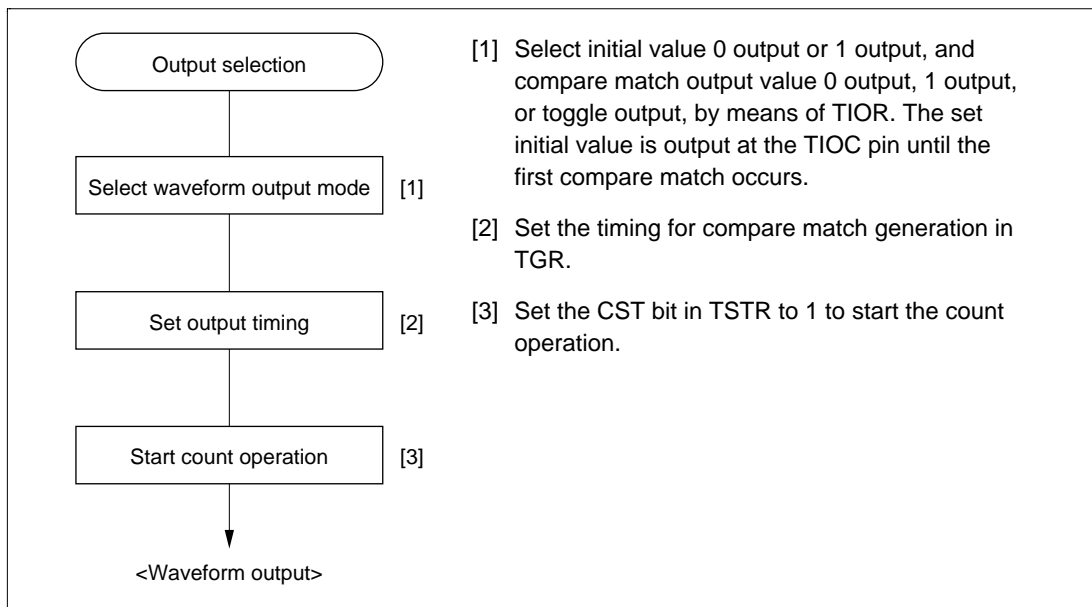 Output selection
Select waveform output mode [1]
Set output timing [2]
Start count operation [3]
<Waveform output>
[1] Select initial value 0 output or 1 output, and
compare match output value 0 output, 1 output,
or toggle output, by means of TIOR. The set
initial value is output at the TIOC pin until the
first compare match occurs.
[2] Set the timing for compare match generation in
TGR.
[3] Set the CST bit in TSTR to 1 to start the count
operation.